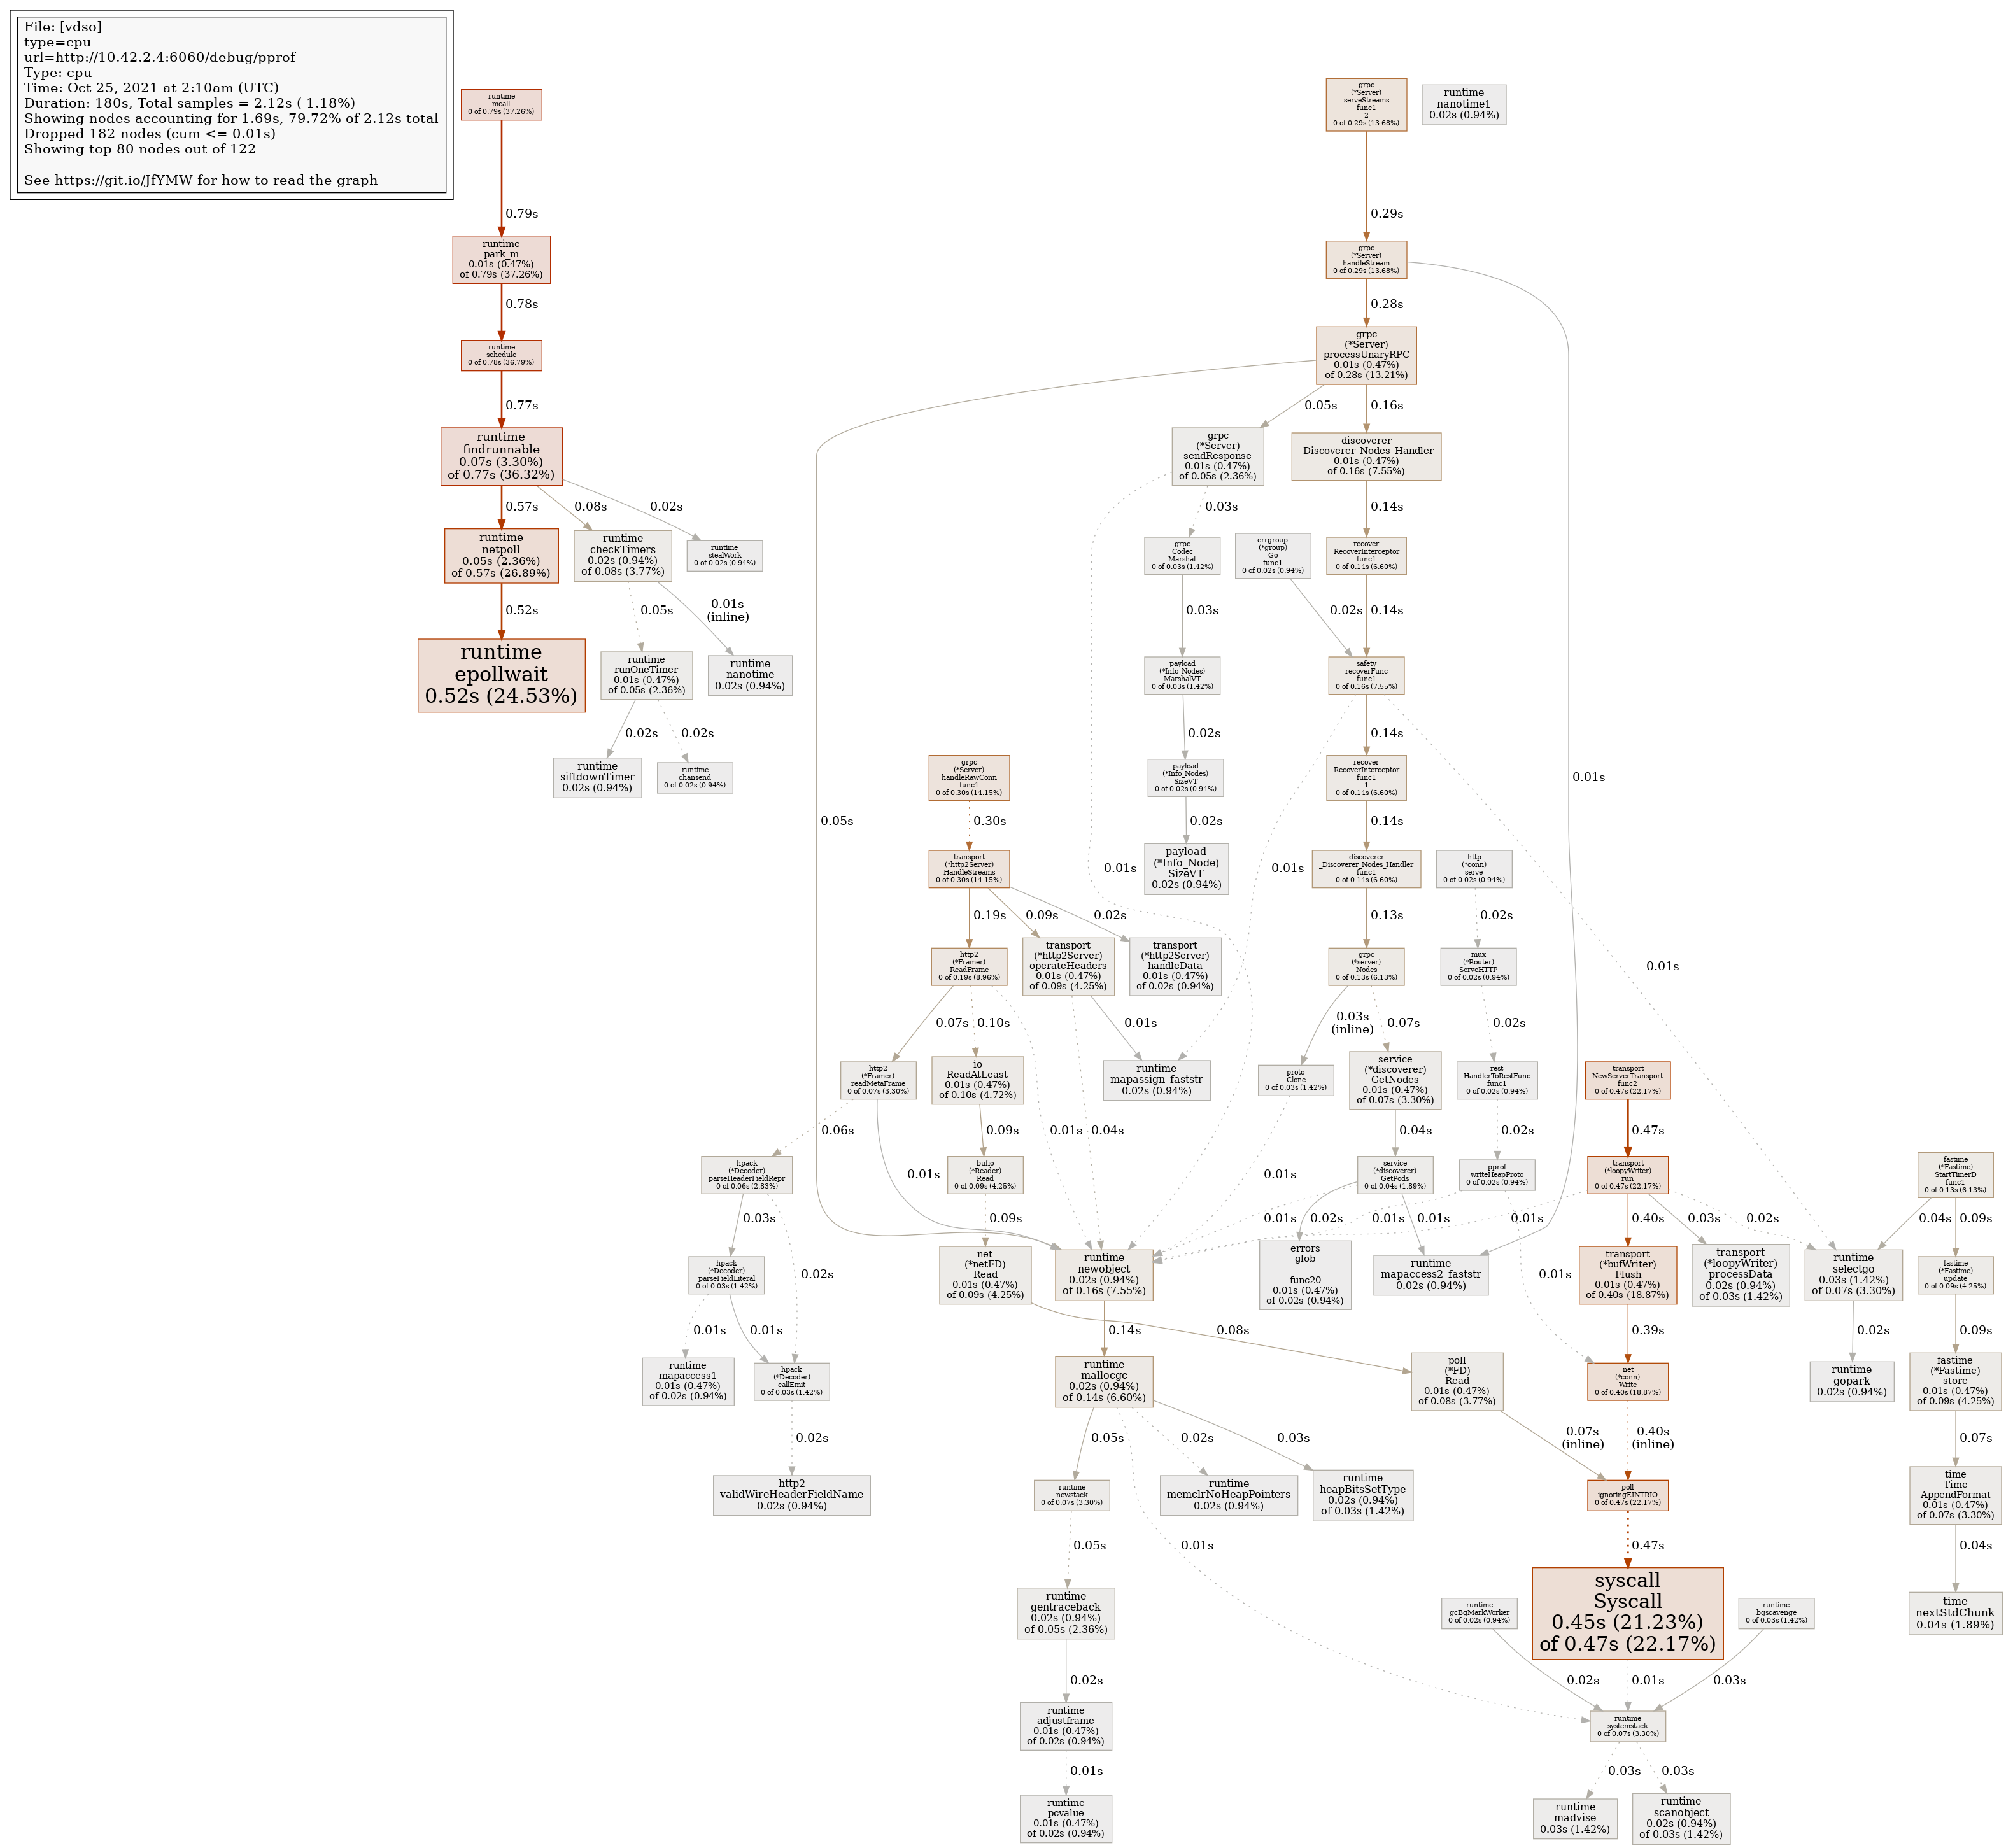 File: [vdso]
type=cpu
url=http://10.42.2.4:6060/debug/pprof
Type: cpu
Time: Oct 25, 2021 at 2:10am (UTC)
Duration: 180s, Total samples = 2.12s ( 1.18%)
Showing nodes accounting for 1.69s, 79.72% of 2.12s total
Dropped 182 nodes (cum <= 0.01s)
Showing top 80 nodes out of 122
See https://git.io/JfYMW for how to read the graph
runtime
mcall
0 of 0.79s (37.26%)
0.79s
runtime
park_m
0.01s (0.47%)
of 0.79s (37.26%)
0.78s
runtime
schedule
0 of 0.78s (36.79%)
0.77s
runtime
findrunnable
0.07s (3.30%)
of 0.77s (36.32%)
0.57s
0.08s
0.02s
runtime
netpoll
0.05s (2.36%)
of 0.57s (26.89%)
runtime
checkTimers
0.02s (0.94%)
of 0.08s (3.77%)
runtime
stealWork
0 of 0.02s (0.94%)
0.52s
0.05s
0.01s
(inline)
runtime
epollwait
0.52s (24.53%)
runtime
runOneTimer
0.01s (0.47%)
of 0.05s (2.36%)
runtime
nanotime
0.02s (0.94%)
0.02s
0.02s
runtime
siftdownTimer
0.02s (0.94%)
runtime
chansend
0 of 0.02s (0.94%)
grpc
(*Server)
serveStreams
func1
2
0 of 0.29s (13.68%)
runtime
nanotime1
0.02s (0.94%)
0.29s
grpc
(*Server)
handleStream
0 of 0.29s (13.68%)
0.28s
0.01s
grpc
(*Server)
processUnaryRPC
0.01s (0.47%)
of 0.28s (13.21%)
0.05s
0.05s
0.16s
grpc
(*Server)
sendResponse
0.01s (0.47%)
of 0.05s (2.36%)
discoverer
_Discoverer_Nodes_Handler
0.01s (0.47%)
of 0.16s (7.55%)
0.03s
0.01s
0.14s
grpc
Codec
Marshal
0 of 0.03s (1.42%)
errgroup
(*group)
Go
func1
0 of 0.02s (0.94%)
recover
RecoverInterceptor
func1
0 of 0.14s (6.60%)
0.03s
0.02s
0.14s
payload
(*Info_Nodes)
MarshalVT
0 of 0.03s (1.42%)
safety
recoverFunc
func1
0 of 0.16s (7.55%)
0.02s
0.14s
0.01s
0.01s
payload
(*Info_Nodes)
SizeVT
0 of 0.02s (0.94%)
recover
RecoverInterceptor
func1
1
0 of 0.14s (6.60%)
0.02s
0.14s
payload
(*Info_Node)
SizeVT
0.02s (0.94%)
discoverer
_Discoverer_Nodes_Handler
func1
0 of 0.14s (6.60%)
http
(*conn)
serve
0 of 0.02s (0.94%)
grpc
(*Server)
handleRawConn
func1
0 of 0.30s (14.15%)
0.30s
transport
(*http2Server)
HandleStreams
0 of 0.30s (14.15%)
0.19s
0.09s
0.02s
0.13s
0.02s
http2
(*Framer)
ReadFrame
0 of 0.19s (8.96%)
transport
(*http2Server)
operateHeaders
0.01s (0.47%)
of 0.09s (4.25%)
transport
(*http2Server)
handleData
0.01s (0.47%)
of 0.02s (0.94%)
grpc
(*server)
Nodes
0 of 0.13s (6.13%)
mux
(*Router)
ServeHTTP
0 of 0.02s (0.94%)
0.07s
0.10s
0.01s
0.04s
0.01s
0.03s
(inline)
0.07s
0.02s
http2
(*Framer)
readMetaFrame
0 of 0.07s (3.30%)
io
ReadAtLeast
0.01s (0.47%)
of 0.10s (4.72%)
runtime
mapassign_faststr
0.02s (0.94%)
proto
Clone
0 of 0.03s (1.42%)
service
(*discoverer)
GetNodes
0.01s (0.47%)
of 0.07s (3.30%)
rest
HandlerToRestFunc
func1
0 of 0.02s (0.94%)
transport
NewServerTransport
func2
0 of 0.47s (22.17%)
0.06s
0.01s
0.09s
0.01s
0.04s
0.02s
0.47s
hpack
(*Decoder)
parseHeaderFieldRepr
0 of 0.06s (2.83%)
bufio
(*Reader)
Read
0 of 0.09s (4.25%)
service
(*discoverer)
GetPods
0 of 0.04s (1.89%)
pprof
writeHeapProto
0 of 0.02s (0.94%)
transport
(*loopyWriter)
run
0 of 0.47s (22.17%)
fastime
(*Fastime)
StartTimerD
func1
0 of 0.13s (6.13%)
0.03s
0.02s
0.09s
0.01s
0.02s
0.01s
0.01s
0.01s
0.01s
0.40s
0.03s
0.02s
0.04s
0.09s
hpack
(*Decoder)
parseFieldLiteral
0 of 0.03s (1.42%)
net
(*netFD)
Read
0.01s (0.47%)
of 0.09s (4.25%)
runtime
newobject
0.02s (0.94%)
of 0.16s (7.55%)
errors
glob
func20
0.01s (0.47%)
of 0.02s (0.94%)
runtime
mapaccess2_faststr
0.02s (0.94%)
transport
(*bufWriter)
Flush
0.01s (0.47%)
of 0.40s (18.87%)
transport
(*loopyWriter)
processData
0.02s (0.94%)
of 0.03s (1.42%)
runtime
selectgo
0.03s (1.42%)
of 0.07s (3.30%)
fastime
(*Fastime)
update
0 of 0.09s (4.25%)
0.01s
0.01s
0.08s
0.14s
0.39s
0.02s
0.09s
runtime
mapaccess1
0.01s (0.47%)
of 0.02s (0.94%)
hpack
(*Decoder)
callEmit
0 of 0.03s (1.42%)
runtime
mallocgc
0.02s (0.94%)
of 0.14s (6.60%)
poll
(*FD)
Read
0.01s (0.47%)
of 0.08s (3.77%)
net
(*conn)
Write
0 of 0.40s (18.87%)
runtime
gopark
0.02s (0.94%)
fastime
(*Fastime)
store
0.01s (0.47%)
of 0.09s (4.25%)
0.02s
0.05s
0.01s
0.02s
0.03s
0.07s
(inline)
0.40s
(inline)
0.07s
http2
validWireHeaderFieldName
0.02s (0.94%)
runtime
newstack
0 of 0.07s (3.30%)
runtime
memclrNoHeapPointers
0.02s (0.94%)
runtime
heapBitsSetType
0.02s (0.94%)
of 0.03s (1.42%)
poll
ignoringEINTRIO
0 of 0.47s (22.17%)
time
Time
AppendFormat
0.01s (0.47%)
of 0.07s (3.30%)
0.05s
0.47s
0.04s
runtime
gentraceback
0.02s (0.94%)
of 0.05s (2.36%)
runtime
gcBgMarkWorker
0 of 0.02s (0.94%)
syscall
Syscall
0.45s (21.23%)
of 0.47s (22.17%)
runtime
bgscavenge
0 of 0.03s (1.42%)
time
nextStdChunk
0.04s (1.89%)
0.02s
0.02s
0.01s
0.03s
runtime
adjustframe
0.01s (0.47%)
of 0.02s (0.94%)
runtime
systemstack
0 of 0.07s (3.30%)
0.01s
0.03s
0.03s
runtime
pcvalue
0.01s (0.47%)
of 0.02s (0.94%)
runtime
madvise
0.03s (1.42%)
runtime
scanobject
0.02s (0.94%)
of 0.03s (1.42%)